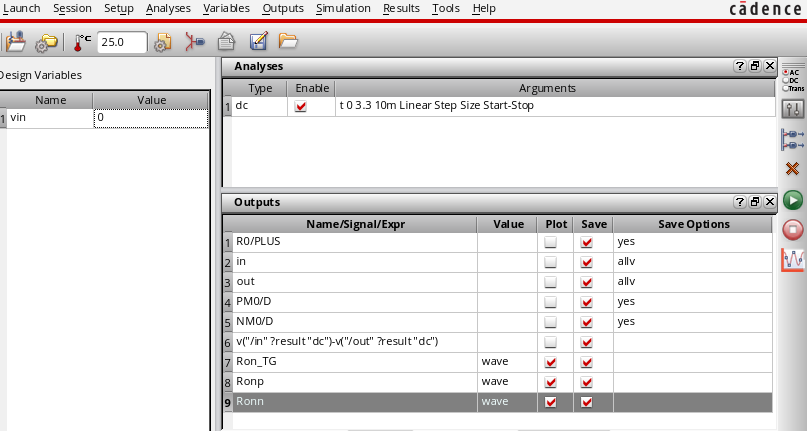 Launch Session Setup Analyses Variables Outputs Simulation Results Tools Help
cādence
25.0
Design Variables
Name Value
1 vin 0
Analyses
Type Enable Arguments
1 dc t 0 3.3 10m Linear Step Size Start-Stop
Outputs
Name/Signal/Expr Value Plot Save Save Options
1 R0/PLUS yes
2 in allv
3 out allv
4 PM0/D yes
5 NM0/D yes
6 v("/in" ?result "dc")-v("/out" ?result "dc")
7 Ron_TG wave
8 Ronp wave
9 Ronn wave
AC
DC
Trans